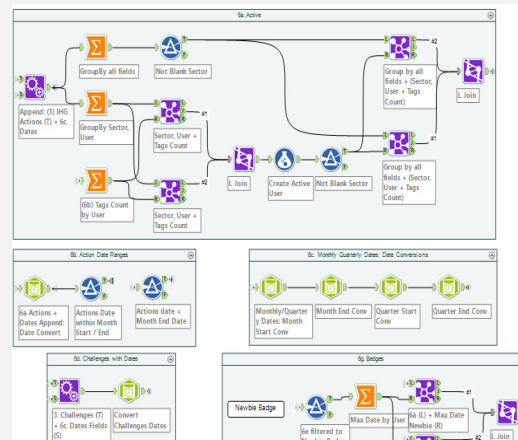 6a. Active
#2
GroupBy all fields
Not Blank Sector
Group by all
fields + (Sector,
User + Tags
Count)
L Join
Append: (1) IHG
Actions (T) + 6c.
Dates
GroupBy Sector,
User
#1
Sector, User +
Tags Count
#1
(6b) Tags Count
by User
#2
L Join
Create Active
User
Not Blank Sector
Group by all
fields + (Sector,
User + Tags
Count)
Sector, User +
Tags Count
6b. Action Date Ranges
6a Actions +
Dates Append:
Date Convert
Actions Date
within Month
Start / End
Actions date <
Month End Date
6c. Monthly Quarterly Dates: Date Conversions
Monthly/Quarter
y Dates: Month
Start Conv
Month End Conv
Quarter Start
Conv
Quarter End Conv
6d. Challenges with Dates
3. Challenges (T)
+ 6c. Dates Fields
(S)
Convert
Challenges Dates
6g. Badges
Newbie Badge
6e filtered to
Max Date by User
#1
6a (L) + Max Date
Newbie (R)
#2
L Join